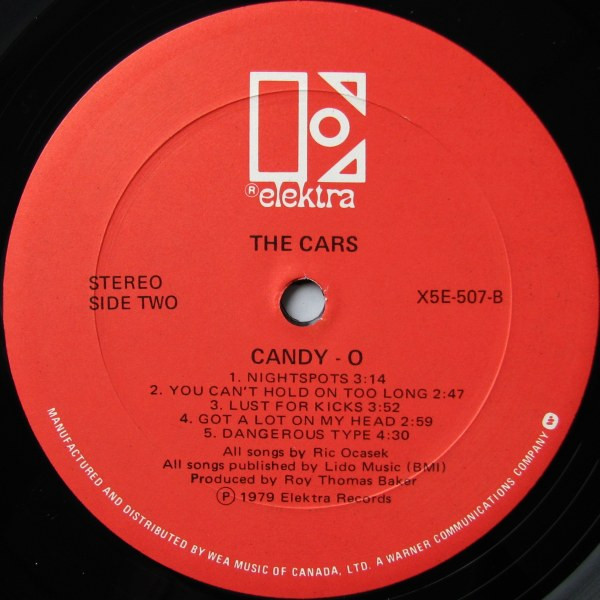 ® elektra
THE CARS
STEREO
SIDE TWO
X5E-507-B
CANDY - O
1. NIGHTSPOTS 3:14
2. YOU CAN'T HOLD ON TOO LONG 2:47
3. LUST FOR KICKS 3:52
4. GOT A LOT ON MY HEAD 2:59
5. DANGEROUS TYPE 4:30
All songs by Ric Ocasek
All songs published by Lido Music (BMI)
Produced by Roy Thomas Baker
℗ 1979 Elektra Records
MANUFACTURED AND DISTRIBUTED BY WEA MUSIC OF CANADA, LTD. A WARNER COMMUNICATIONS COMPANY